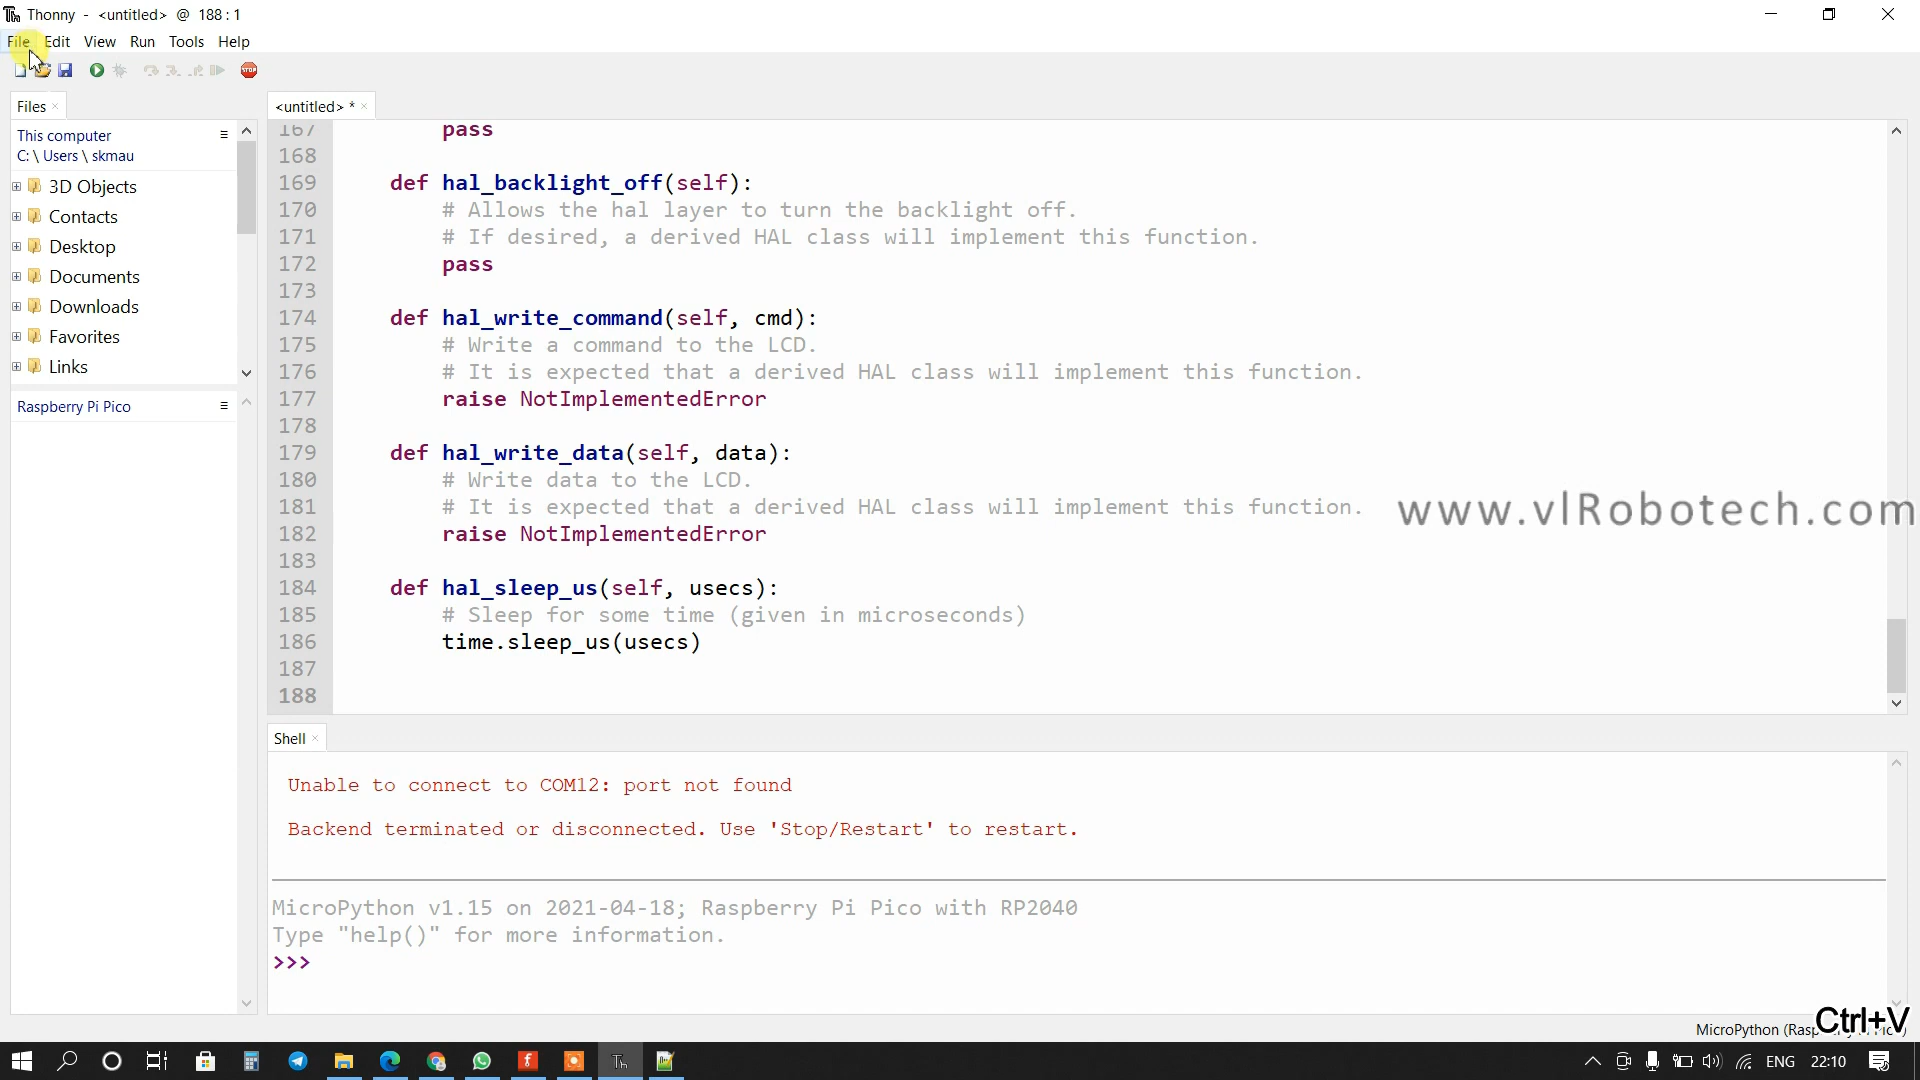 Thonny - <untitled> @ 188 : 1
File Edit View Run Tools Help
STOP
Files
This computer
C: \ Users \ skmau
3D Objects
Contacts
Desktop
Documents
Downloads
Favorites
Links
Raspberry Pi Pico
<untitled> *
167 pass
168
169 def hal_backlight_off(self):
170 # Allows the hal layer to turn the backlight off.
171 # If desired, a derived HAL class will implement this function.
172 pass
173
174 def hal_write_command(self, cmd):
175 # Write a command to the LCD.
176 # It is expected that a derived HAL class will implement this function.
177 raise NotImplementedError
178
179 def hal_write_data(self, data):
180 # Write data to the LCD.
181 # It is expected that a derived HAL class will implement this function.
182 raise NotImplementedError
183
184 def hal_sleep_us(self, usecs):
185 # Sleep for some time (given in microseconds)
186 time.sleep_us(usecs)
187
188
www.vlRobotech.com
Shell
Unable to connect to COM12: port not found
Backend terminated or disconnected. Use 'Stop/Restart' to restart.
MicroPython v1.15 on 2021-04-18; Raspberry Pi Pico with RP2040
Type "help()" for more information.
>>>
MicroPython
Ctrl+V
ENG 22:10